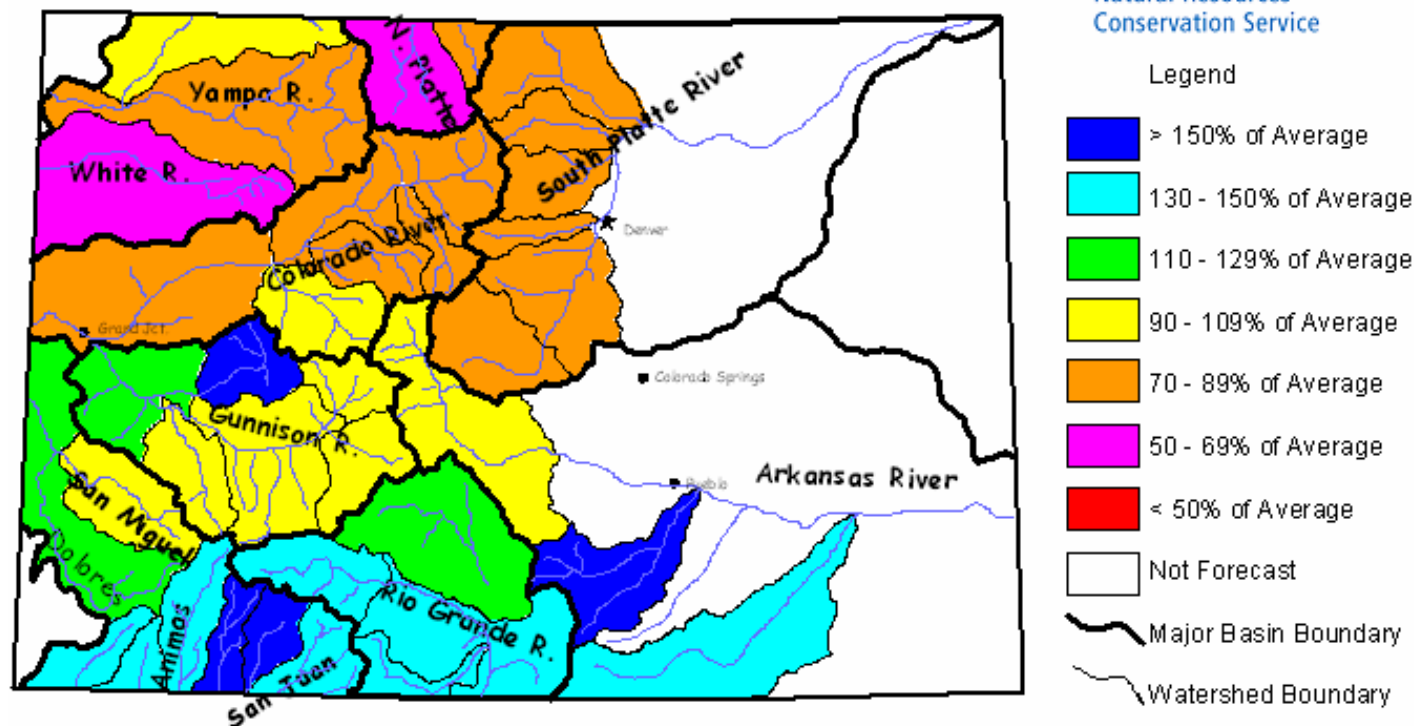 Natural Resources
Conservation Service
Legend
> 150% of Average
130 - 150% of Average
110 - 129% of Average
90 - 109% of Average
70 - 89% of Average
50 - 69% of Average
< 50% of Average
Not Forecast
Major Basin Boundary
Watershed Boundary
N. Platte
Yampa R.
South Platte River
White R.
Denver
Colorado River
Grand Jct.
Colorado Springs
Gunnison R.
Pueblo
Arkansas River
San Miguel
Dolores
Rio Grande R.
Animas
San Juan